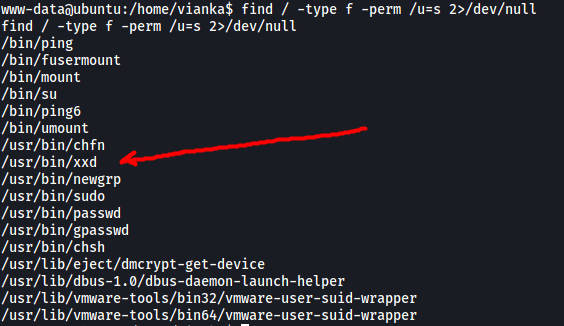 www-data@ubuntu:/home/vianka$ find / -type f -perm /u=s 2>/dev/null
find / -type f -perm /u=s 2>/dev/null
/bin/ping
/bin/fusermount
/bin/mount
/bin/su
/bin/ping6
/bin/umount
/usr/bin/chfn
/usr/bin/xxd
/usr/bin/newgrp
/usr/bin/sudo
/usr/bin/passwd
/usr/bin/gpasswd
/usr/bin/chsh
/usr/lib/eject/dmcrypt-get-device
/usr/lib/dbus-1.0/dbus-daemon-launch-helper
/usr/lib/vmware-tools/bin32/vmware-user-suid-wrapper
/usr/lib/vmware-tools/bin64/vmware-user-suid-wrapper